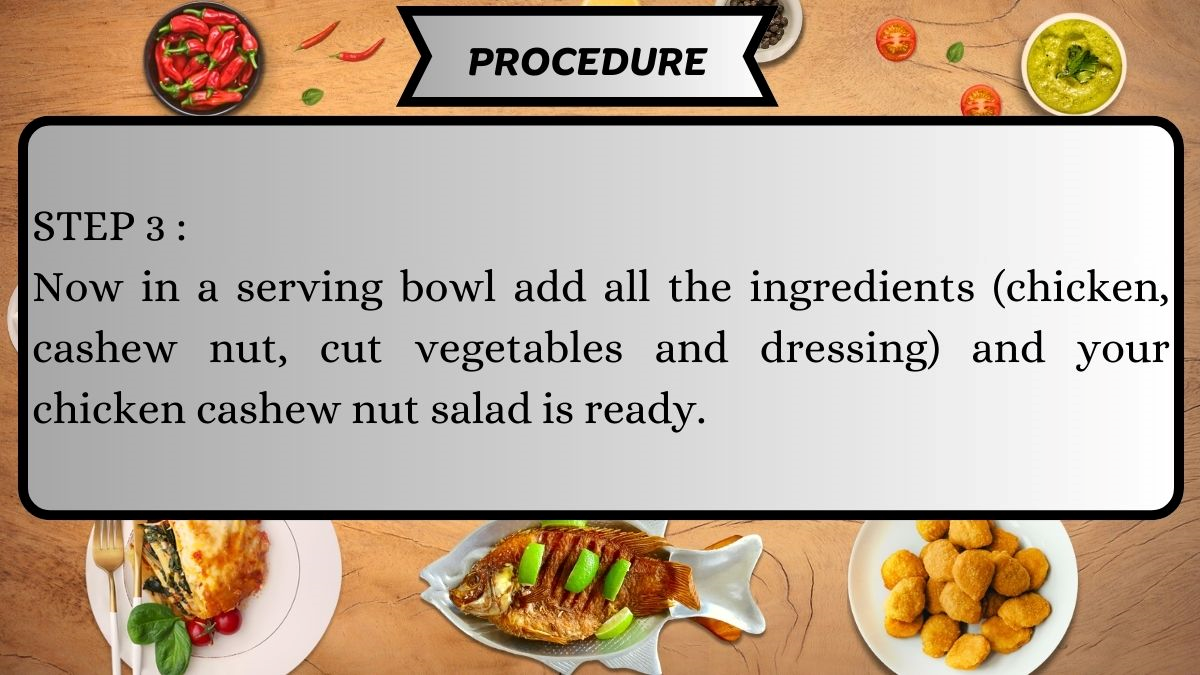 PROCEDURE
STEP 3 :
Now in a serving bowl add all the ingredients (chicken,
cashew nut, cut vegetables and dressing) and your
chicken cashew nut salad is ready.